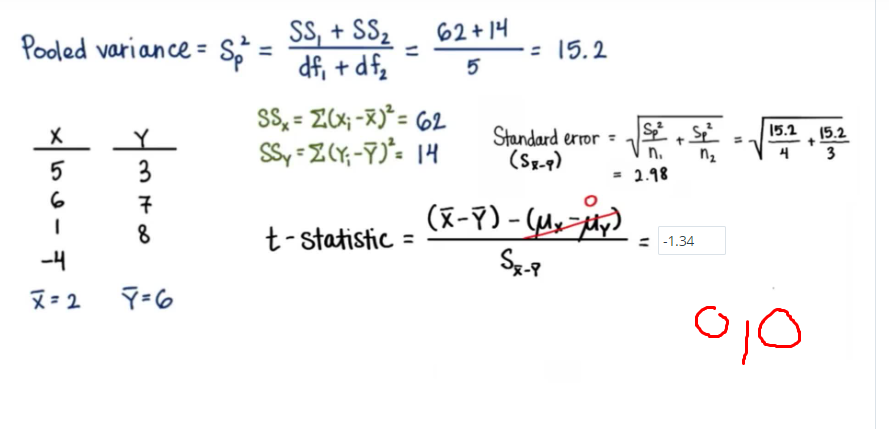 Pooled variance = Sp² = (SS₁ + SS₂)/(df₁ + df₂) = (62 + 14)/5 = 15.2
SSx = Σ(xᵢ - x̄)² = 62
SSy = Σ(Yᵢ - Ȳ)² = 14
Standard error = √(Sp²/n₁ + Sp²/n₂) = √(15.2/4 + 15.2/3)
(Sx̄-ȳ) = 2.98
X Y
5 3
6 7
1 8
-4
x̄ = 2 Ȳ = 6
t-statistic = ((x̄ - Ȳ) - (μx - μy))/Sx̄-ȳ = -1.34
0
0,0